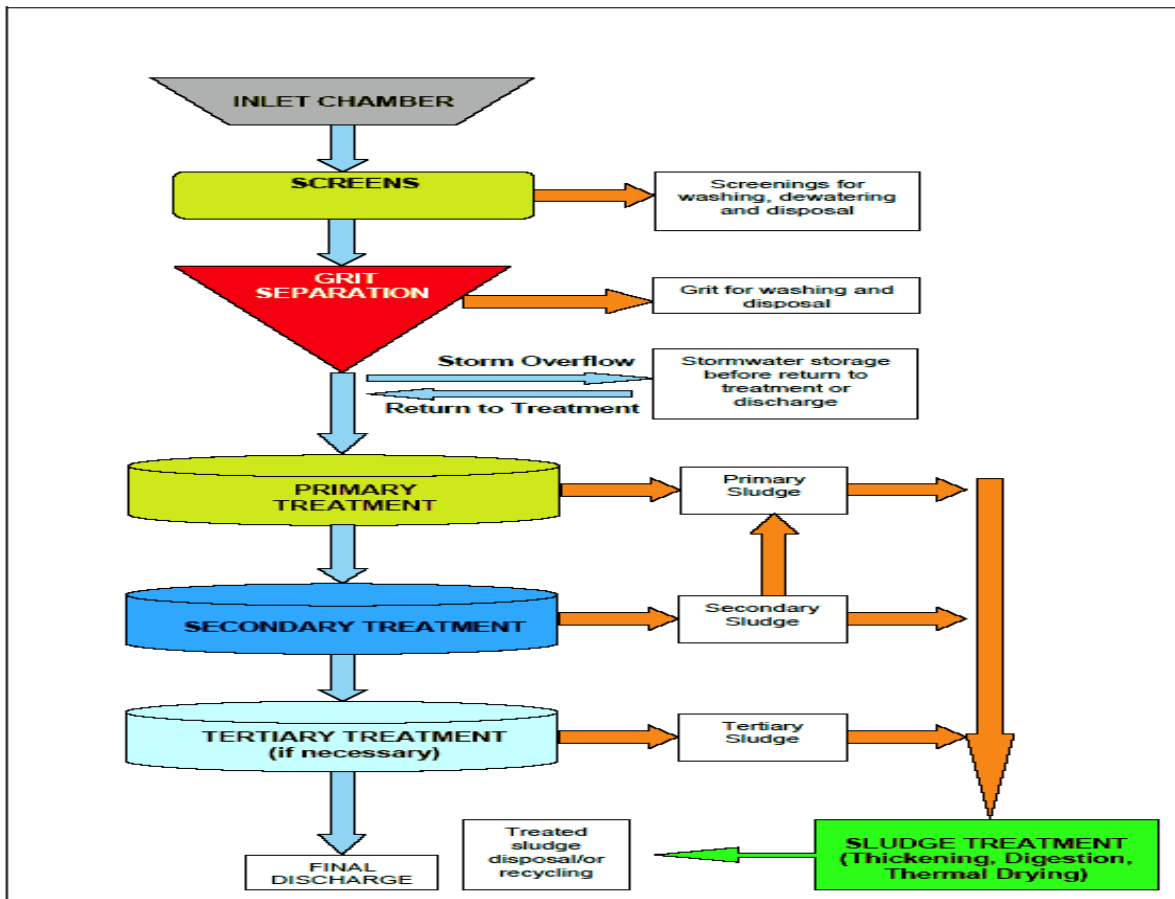 INLET CHAMBER
SCREENS
Screenings for
washing, dewatering
and disposal
GRIT
SEPARATION
Grit for washing and
disposal
Storm Overflow
Return to Treatment
Stormwater storage
before return to
treatment or
discharge
PRIMARY
TREATMENT
Primary
Sludge
SECONDARY TREATMENT
Secondary
Sludge
TERTIARY TREATMENT
(if necessary)
Tertiary
Sludge
FINAL
DISCHARGE
Treated
sludge
disposal/or
recycling
SLUDGE TREATMENT
(Thickening, Digestion,
Thermal Drying)